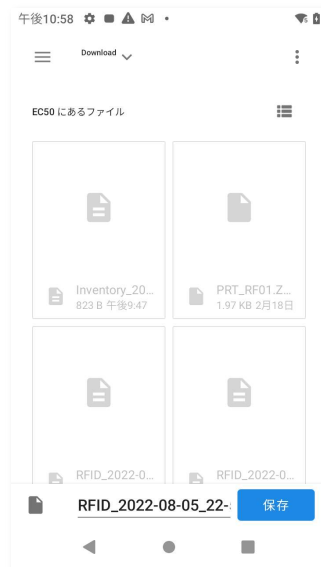 午後10:58
Download
EC50 にあるファイル
Inventory_20...
823 B 午後9:47
PRT_RF01.Z...
1.97 KB 2月18日
RFID_2022-0...
RFID_2022-0...
RFID_2022-08-05_22-
保存